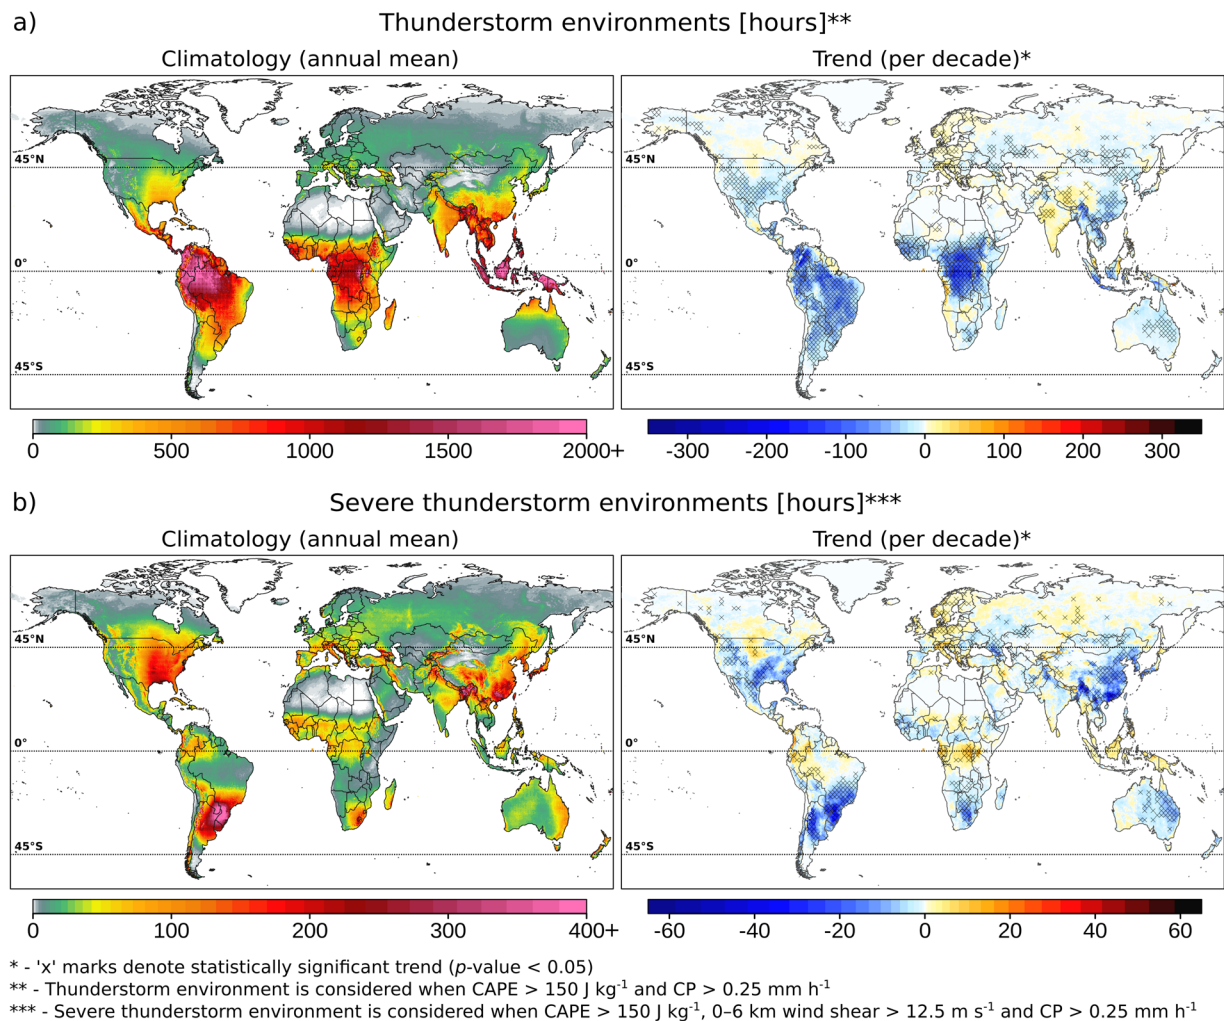 a)
Thunderstorm environments [hours]**
Climatology (annual mean)
Trend (per decade)*
45°N
0°
45°S
45°N
0°
45°S
0 500 1000 1500 2000+
-300 -200 -100 0 100 200 300
b)
Severe thunderstorm environments [hours]***
Climatology (annual mean)
Trend (per decade)*
45°N
0°
45°S
45°N
0°
45°S
0 100 200 300 400+
-60 -40 -20 0 20 40 60
* - 'x' marks denote statistically significant trend (p-value < 0.05)
** - Thunderstorm environment is considered when CAPE > 150 J kg⁻¹ and CP > 0.25 mm h⁻¹
*** - Severe thunderstorm environment is considered when CAPE > 150 J kg⁻¹, 0–6 km wind shear > 12.5 m s⁻¹ and CP > 0.25 mm h⁻¹